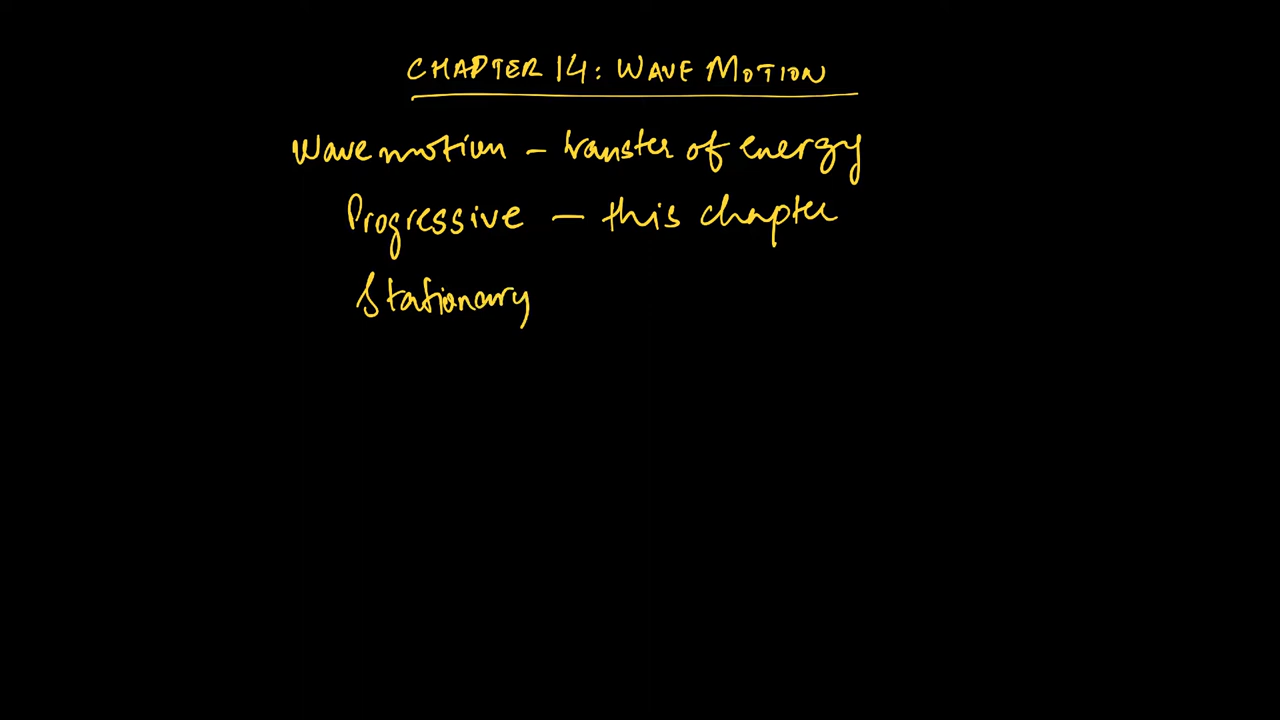 CHAPTER 14: WAVE MOTION
Wave motion – transfer of energy
Progressive — this chapter
Stationary